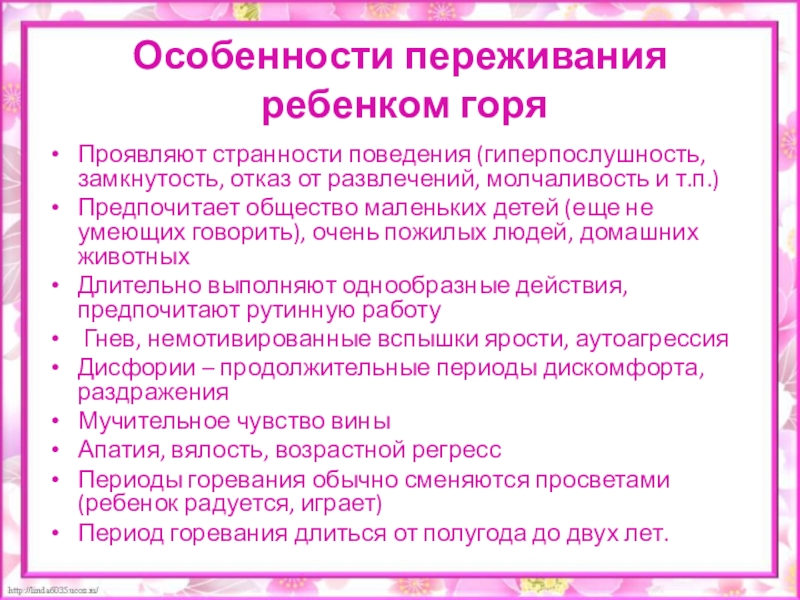 Особенности переживания
ребенком горя
• Проявляют странности поведения (гиперпослушность,
замкнутость, отказ от развлечений, молчаливость и т.п.)
• Предпочитает общество маленьких детей (еще не
умеющих говорить), очень пожилых людей, домашних
животных
• Длительно выполняют однообразные действия,
предпочитают рутинную работу
• Гнев, немотивированные вспышки ярости, аутоагрессия
• Дисфории – продолжительные периоды дискомфорта,
раздражения
• Мучительное чувство вины
• Апатия, вялость, возрастной регресс
• Периоды горевания обычно сменяются просветами
(ребенок радуется, играет)
• Период горевания длиться от полугода до двух лет.
http://linda6035.ucoz.ru/